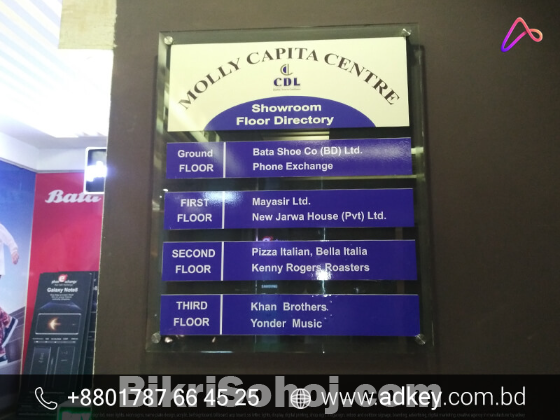 MOLLY CAPITA CENTRE
CDL
Showroom
Floor Directory
Ground
FLOOR
Bata Shoe Co (BD) Ltd.
Phone Exchange
FIRST
FLOOR
Mayasir Ltd.
New Jarwa House (Pvt) Ltd.
SECOND
FLOOR
Pizza Italian, Bella Italia
Kenny Rogers Roasters
THIRD
FLOOR
Khan Brothers
Yonder Music
Bata
Galaxy Note8
BikriSohoj.com
+8801787 66 45 25
www.adkey.com.bd